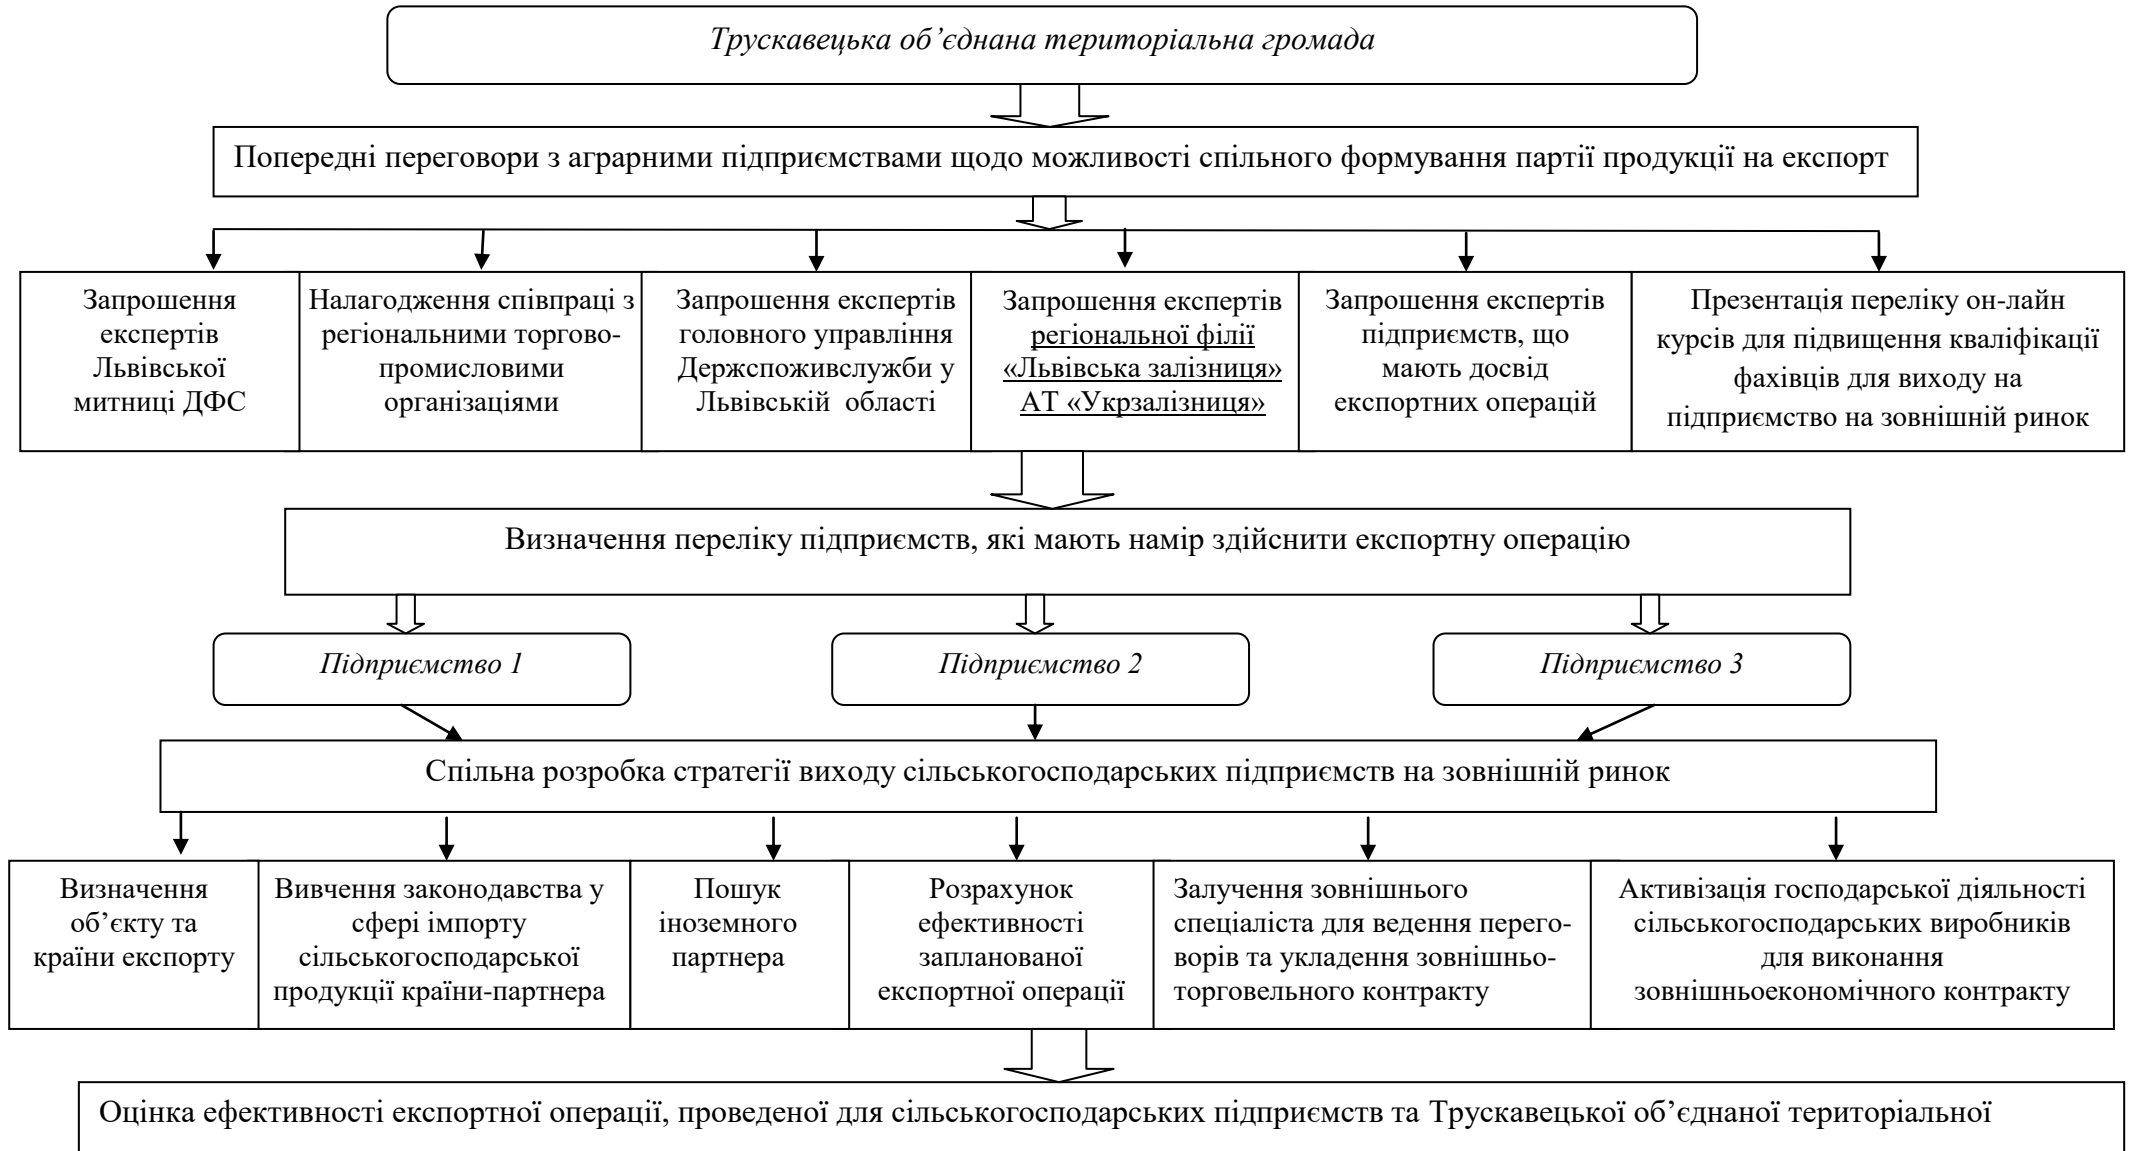 Трускавецька об’єднана територіальна громада
Попередні переговори з аграрними підприємствами щодо можливості спільного формування партії продукції на експорт
Запрошення
експертів
Львівської
митниці ДФС
Налагодження співпраці з
регіональними торгово-
промисловими
організаціями
Запрошення експертів
головного управління
Держспоживслужби у
Львівській області
Запрошення експертів
регіональної філії
«Львівська залізниця»
АТ «Укрзалізниця»
Запрошення експертів
підприємств, що
мають досвід
експортних операцій
Презентація переліку он-лайн
курсів для підвищення кваліфікації
фахівців для виходу на
підприємство на зовнішній ринок
Визначення переліку підприємств, які мають намір здійснити експортну операцію
Підприємство 1
Підприємство 2
Підприємство 3
Спільна розробка стратегії виходу сільськогосподарських підприємств на зовнішній ринок
Визначення
об’єкту та
країни експорту
Вивчення законодавства у
сфері імпорту
сільськогосподарської
продукції країни-партнера
Пошук
іноземного
партнера
Розрахунок
ефективності
запланованої
експортної операції
Залучення зовнішнього
спеціаліста для ведення перего-
ворів та укладення зовнішньо-
торговельного контракту
Активізація господарської діяльності
сільськогосподарських виробників
для виконання
зовнішньоекономічного контракту
Оцінка ефективності експортної операції, проведеної для сільськогосподарських підприємств та Трускавецької об’єднаної територіальної